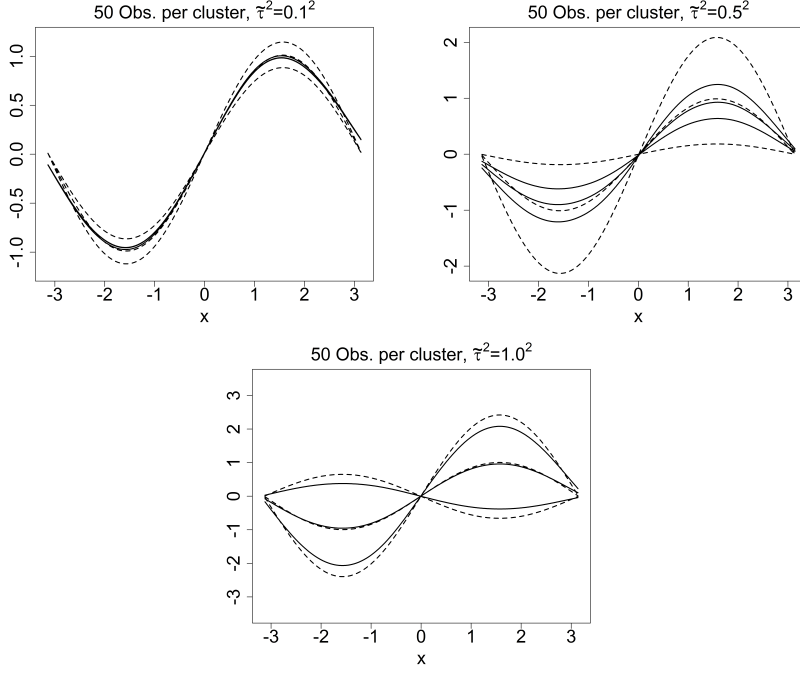 50 Obs. per cluster, τ̃²=0.1²
1.0
0.5
0.0
-0.5
-1.0
-3 -2 -1 0 1 2 3
x
50 Obs. per cluster, τ̃²=0.5²
2
1
0
-1
-2
-3 -2 -1 0 1 2 3
x
50 Obs. per cluster, τ̃²=1.0²
3
2
1
0
-1
-2
-3
-3 -2 -1 0 1 2 3
x